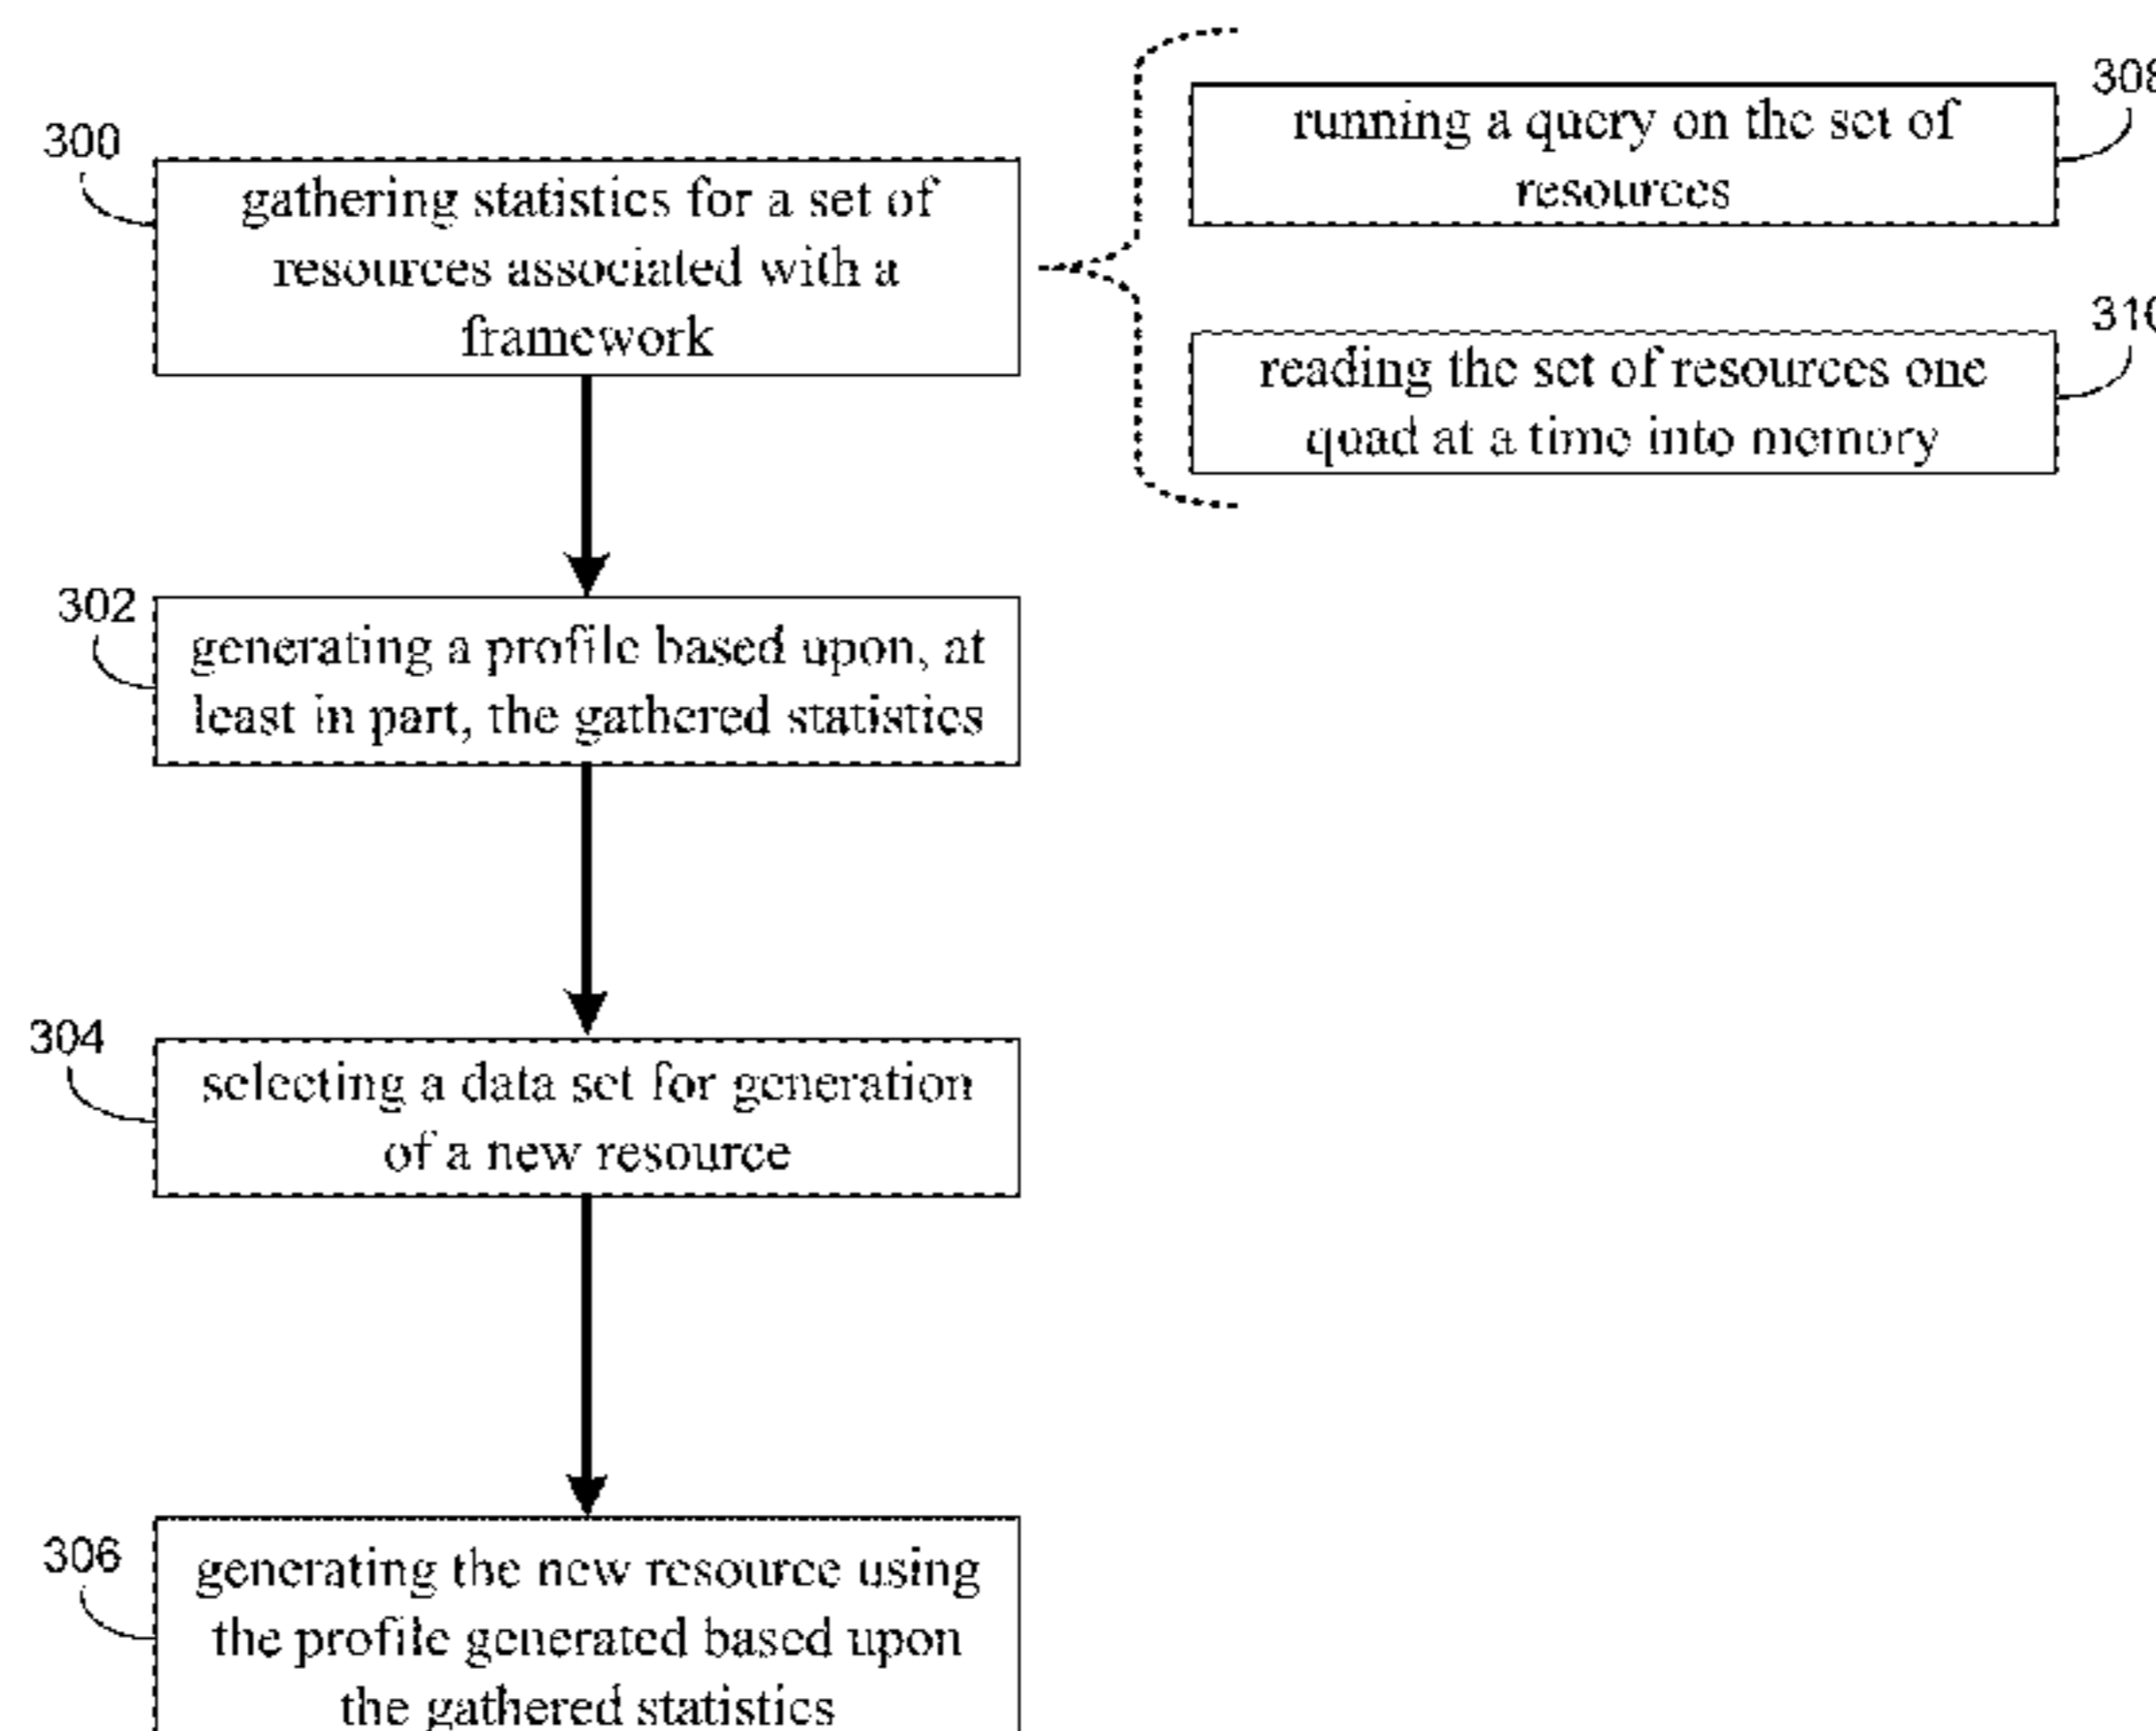 300
gathering statistics for a set of
resources associated with a
framework
308
running a query on the set of
resources
310
reading the set of resources one
quad at a time into memory
302
generating a profile based upon, at
least in part, the gathered statistics
304
selecting a data set for generation
of a new resource
306
generating the new resource using
the profile generated based upon
the gathered statistics